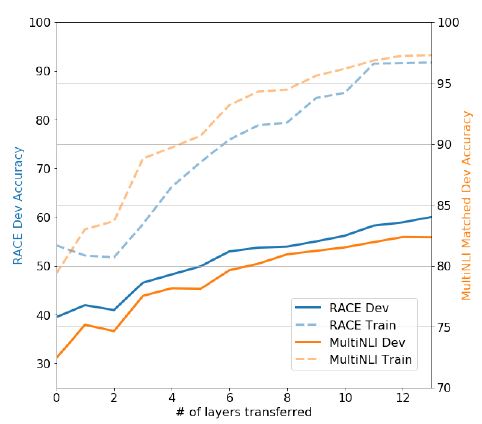 100
90
80
70
60
50
40
30
RACE Dev Accuracy
100
95
90
85
80
75
70
MultiNLI Matched Dev Accuracy
RACE Dev
RACE Train
MultiNLI Dev
MultiNLI Train
0 2 4 6 8 10 12
# of layers transferred